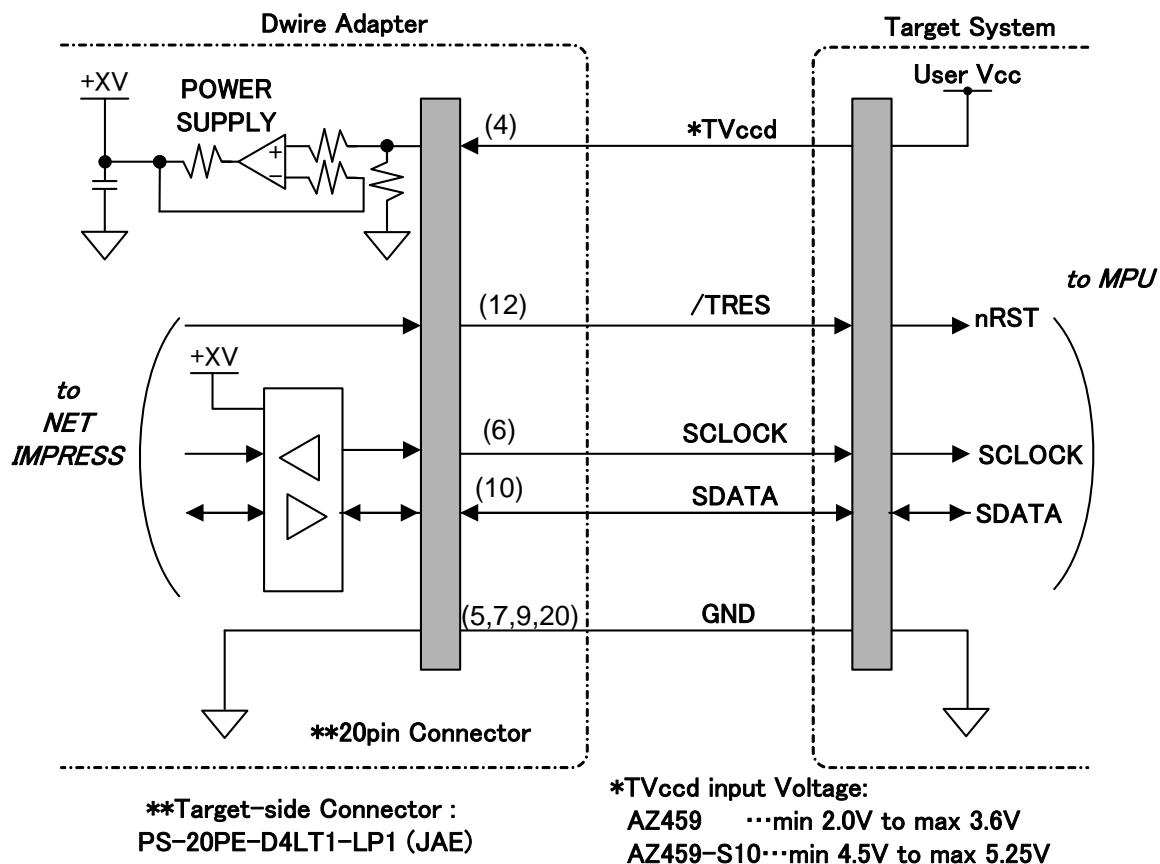 Dwire Adapter
Target System
+XV
POWER
SUPPLY
+
−
(4)
*TVccd
User Vcc
to MPU
(12)
/TRES
nRST
+XV
to
NET
IMPRESS
(6)
SCLOCK
SCLOCK
(10)
SDATA
SDATA
(5,7,9,20)
GND
**20pin Connector
**Target-side Connector :
PS-20PE-D4LT1-LP1 (JAE)
*TVccd input Voltage:
AZ459 …min 2.0V to max 3.6V
AZ459-S10…min 4.5V to max 5.25V